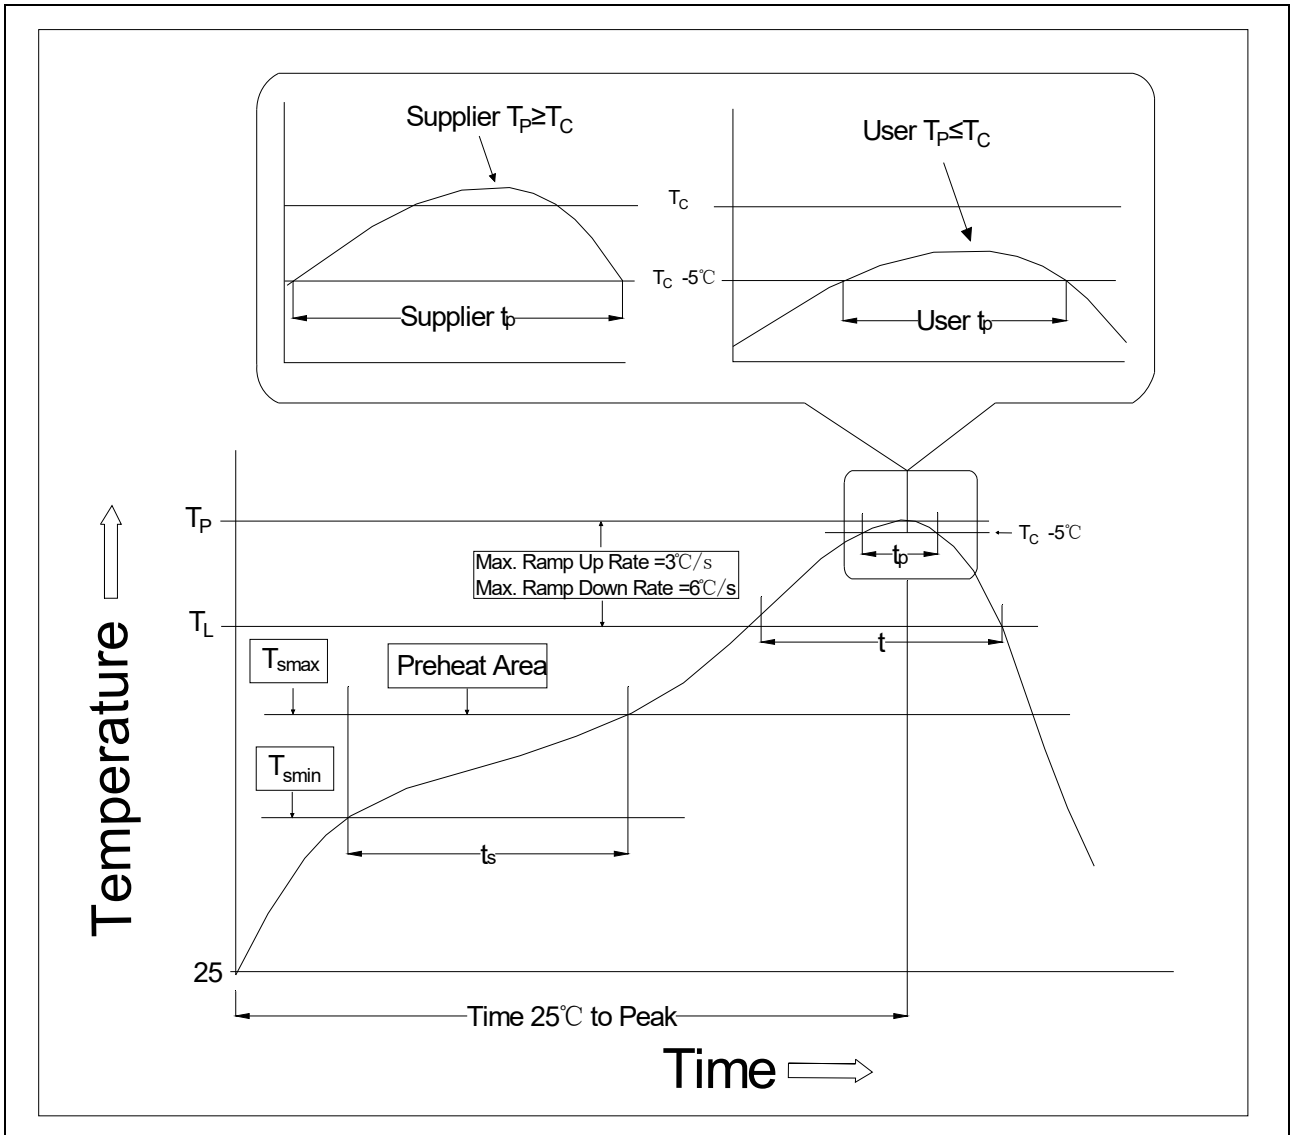 Supplier TP≥TC
User TP≤TC
TC
TC -5℃
Supplier tp
User tp
TP
TC -5℃
Max. Ramp Up Rate =3℃/s
Max. Ramp Down Rate =6℃/s
tp
TL
t
Tsmax
Preheat Area
Tsmin
ts
Temperature
25
Time 25℃ to Peak
Time